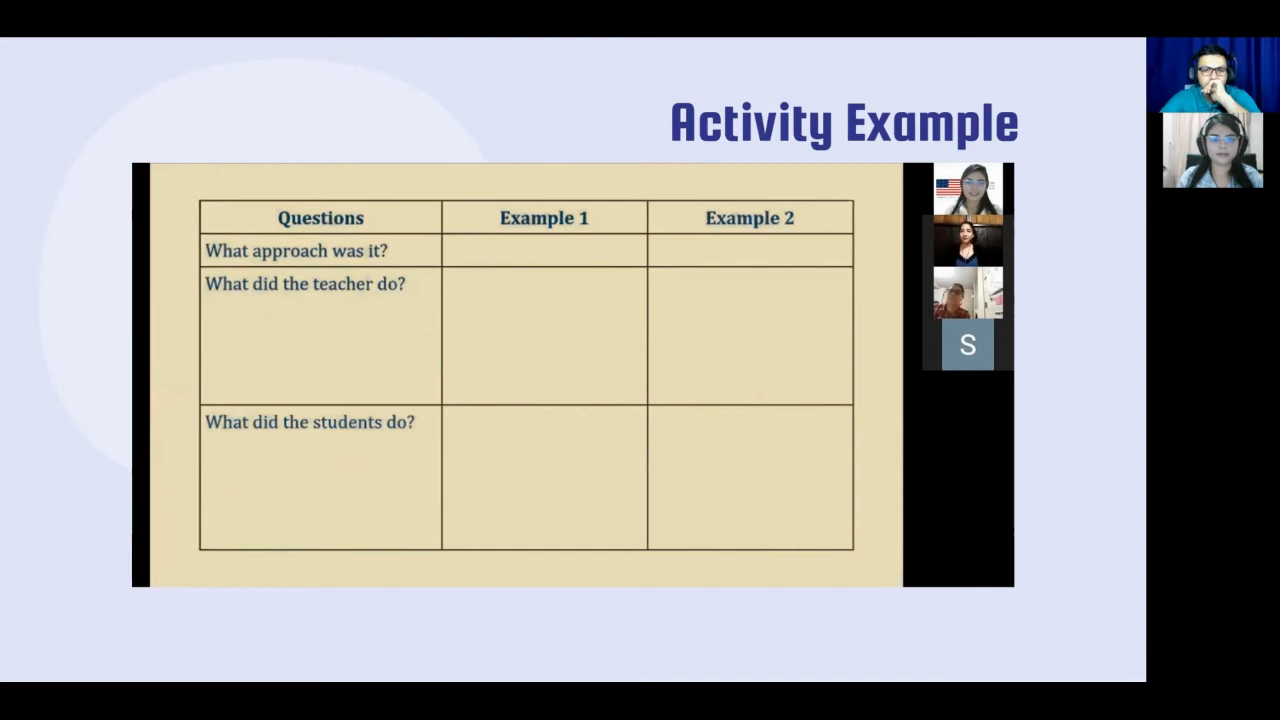 Activity Example
Questions Example 1 Example 2
What approach was it?
What did the teacher do?
What did the students do?
S